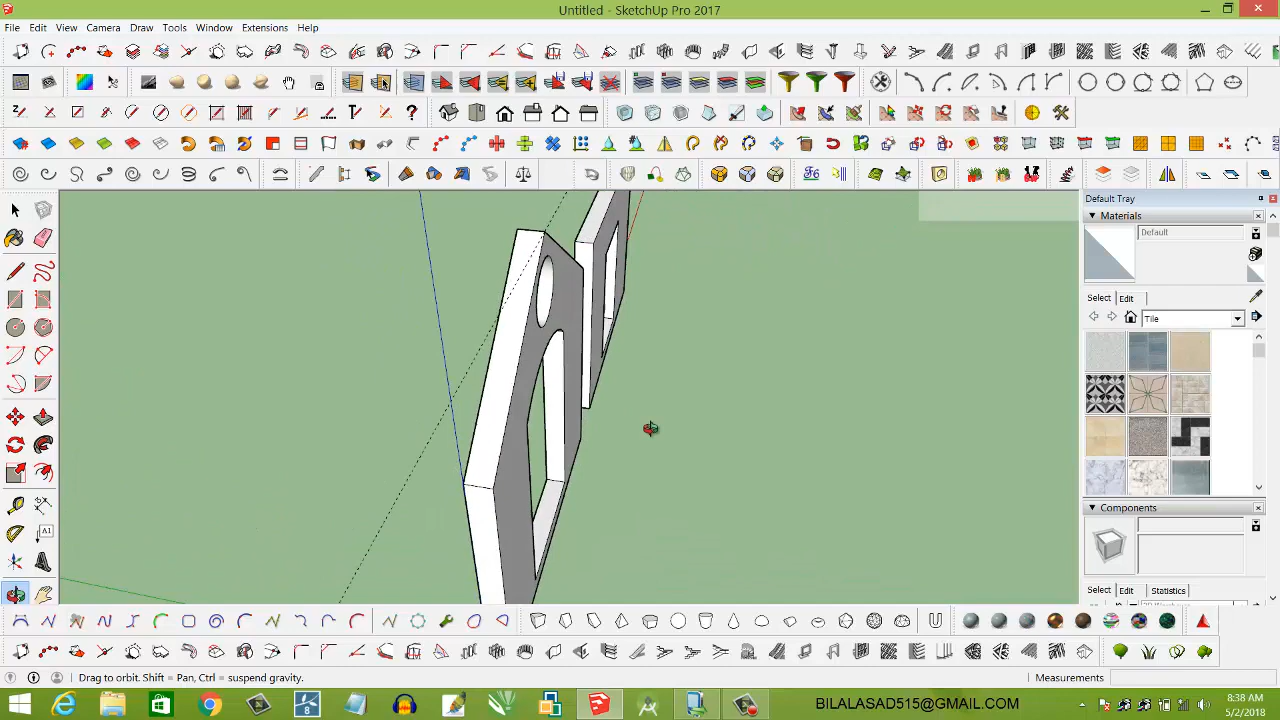 Untitled - SketchUp Pro 2017
File Edit View Camera Draw Tools Window Extensions Help
Default Tray
Materials
Default
Select Edit
Tile
Components
Select Edit Statistics
Drag to orbit. Shift = Pan, Ctrl = suspend gravity.
Measurements
BILALASAD515@GMAIL.COM
8:38 AM
5/2/2018